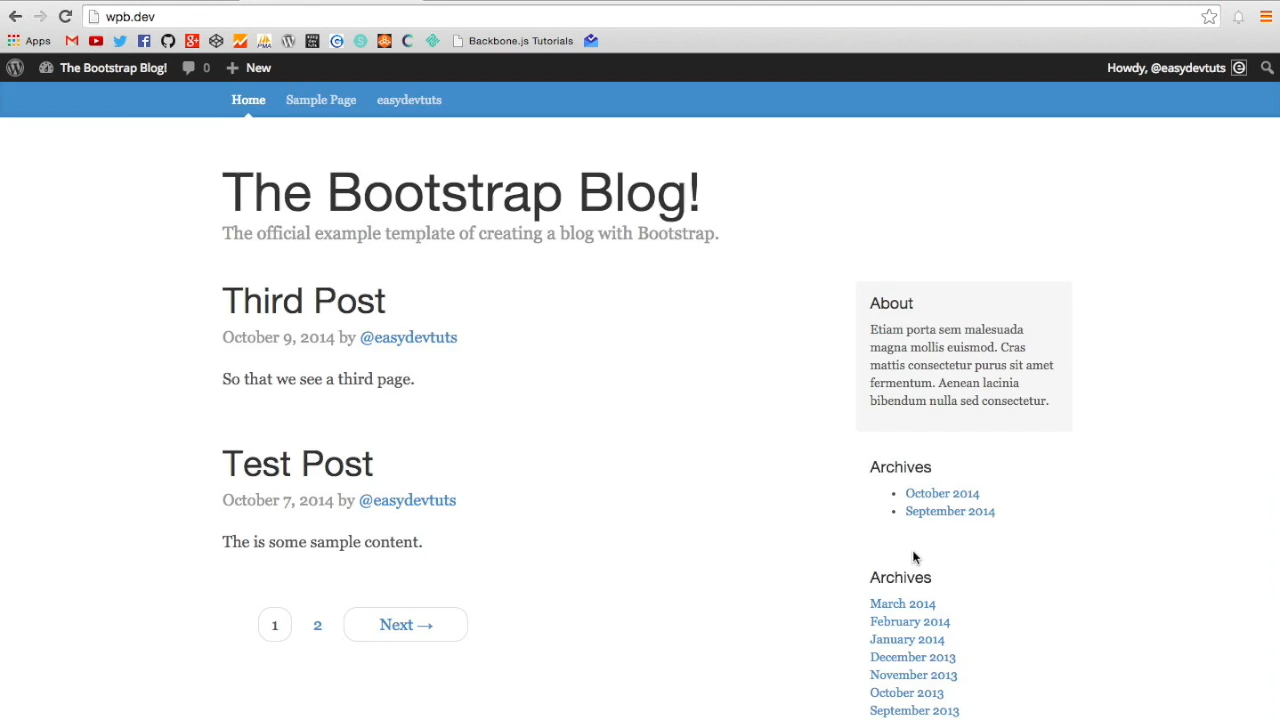 wpb.dev
Apps
Backbone.js Tutorials
The Bootstrap Blog!
0
New
Howdy, @easydevtuts
Home
Sample Page
easydevtuts
The Bootstrap Blog!
The official example template of creating a blog with Bootstrap.
Third Post
October 9, 2014 by @easydevtuts
So that we see a third page.
Test Post
October 7, 2014 by @easydevtuts
The is some sample content.
1
2
Next →
About
Etiam porta sem malesuada
magna mollis euismod. Cras
mattis consectetur purus sit amet
fermentum. Aenean lacinia
bibendum nulla sed consectetur.
Archives
• October 2014
• September 2014
Archives
March 2014
February 2014
January 2014
December 2013
November 2013
October 2013
September 2013